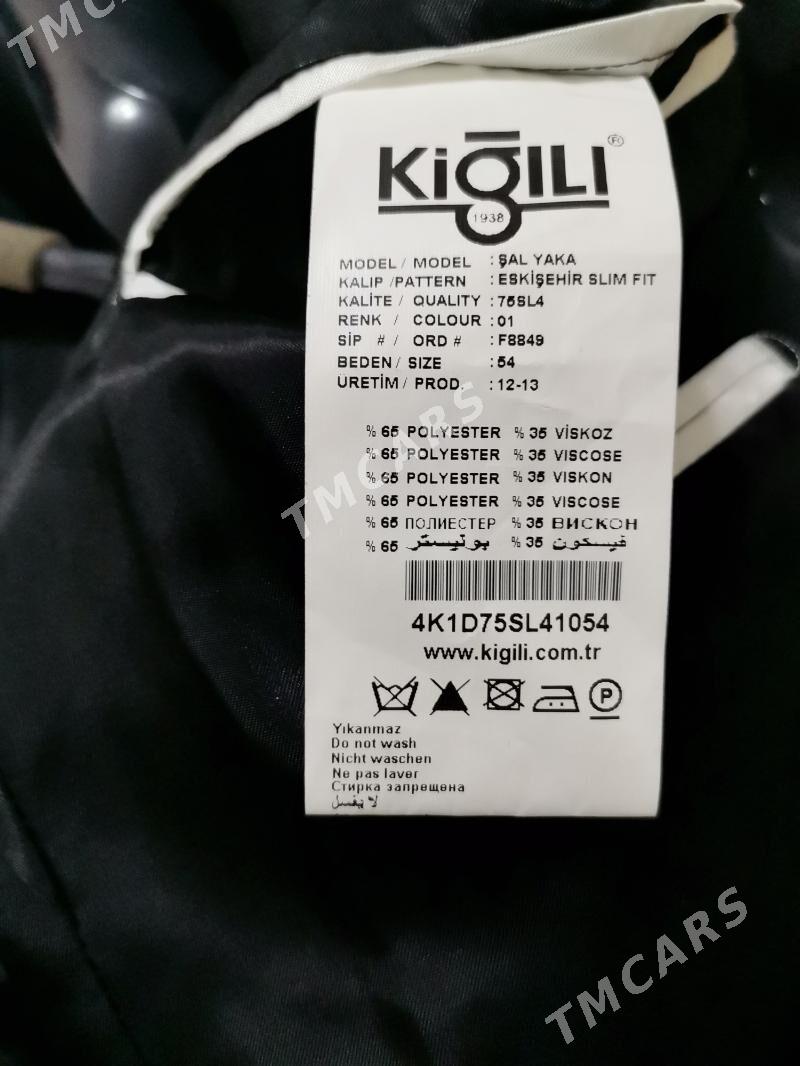 KiğILI ®
1938
MODEL / MODEL : ŞAL YAKA
KALIP / PATTERN : ESKİŞEHİR SLIM FIT
KALİTE / QUALITY : 75SL4
RENK / COLOUR : 01
SİP # / ORD # : F8849
BEDEN / SIZE : 54
ÜRETİM / PROD. : 12-13
% 65 POLYESTER % 35 VİSKOZ
% 65 POLYESTER % 35 VISCOSE
% 65 POLYESTER % 35 VISKON
% 65 POLYESTER % 35 VISCOSE
% 65 ПОЛИЕСТЕР % 35 ВИСКОН
% 65 بوليستر % 35 فيسكون
4K1D75SL41054
www.kigili.com.tr
P
Yıkanmaz
Do not wash
Nicht waschen
Ne pas laver
Стирка запрещена
لا يغسل
TMCARS
TMCARS
TMCARS